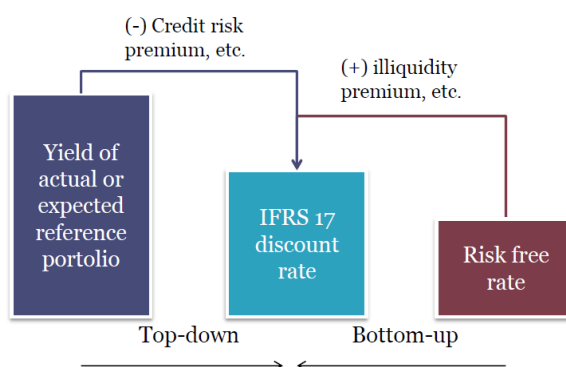 (-) Credit risk
premium, etc.
(+) illiquidity
premium, etc.
Yield of
actual or
expected
reference
portolio
IFRS 17
discount
rate
Risk free
rate
Top-down
Bottom-up